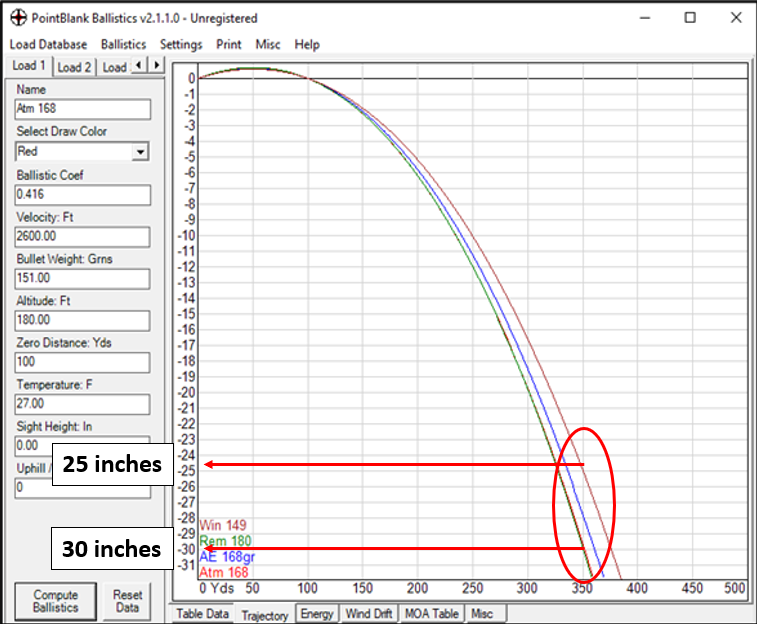 PointBlank Ballistics v2.1.1.0 - Unregistered
Load Database Ballistics Settings Print Misc Help
Load 1 Load 2 Load
Name
Atm 168
Select Draw Color
Red
Ballistic Coef
0.416
Velocity: Ft
2600.00
Bullet Weight: Grns
151.00
Altitude: Ft
180.00
Zero Distance: Yds
100
Temperature: F
27.00
Sight Height: In
0.00
Uphill /
0
Compute
Ballistics
Reset
Data
25 inches
30 inches
0
-1
-2
-3
-4
-5
-6
-7
-8
-9
-10
-11
-12
-13
-14
-15
-16
-17
-18
-19
-20
-21
-22
-23
-24
-25
-26
-27
-28
-29
-30
-31
Win 149
Rem 180
AE 168gr
Atm 168
0 Yds 50 100 150 200 250 300 350 400 450 500
Table Data Trajectory Energy Wind Drift MOA Table Misc